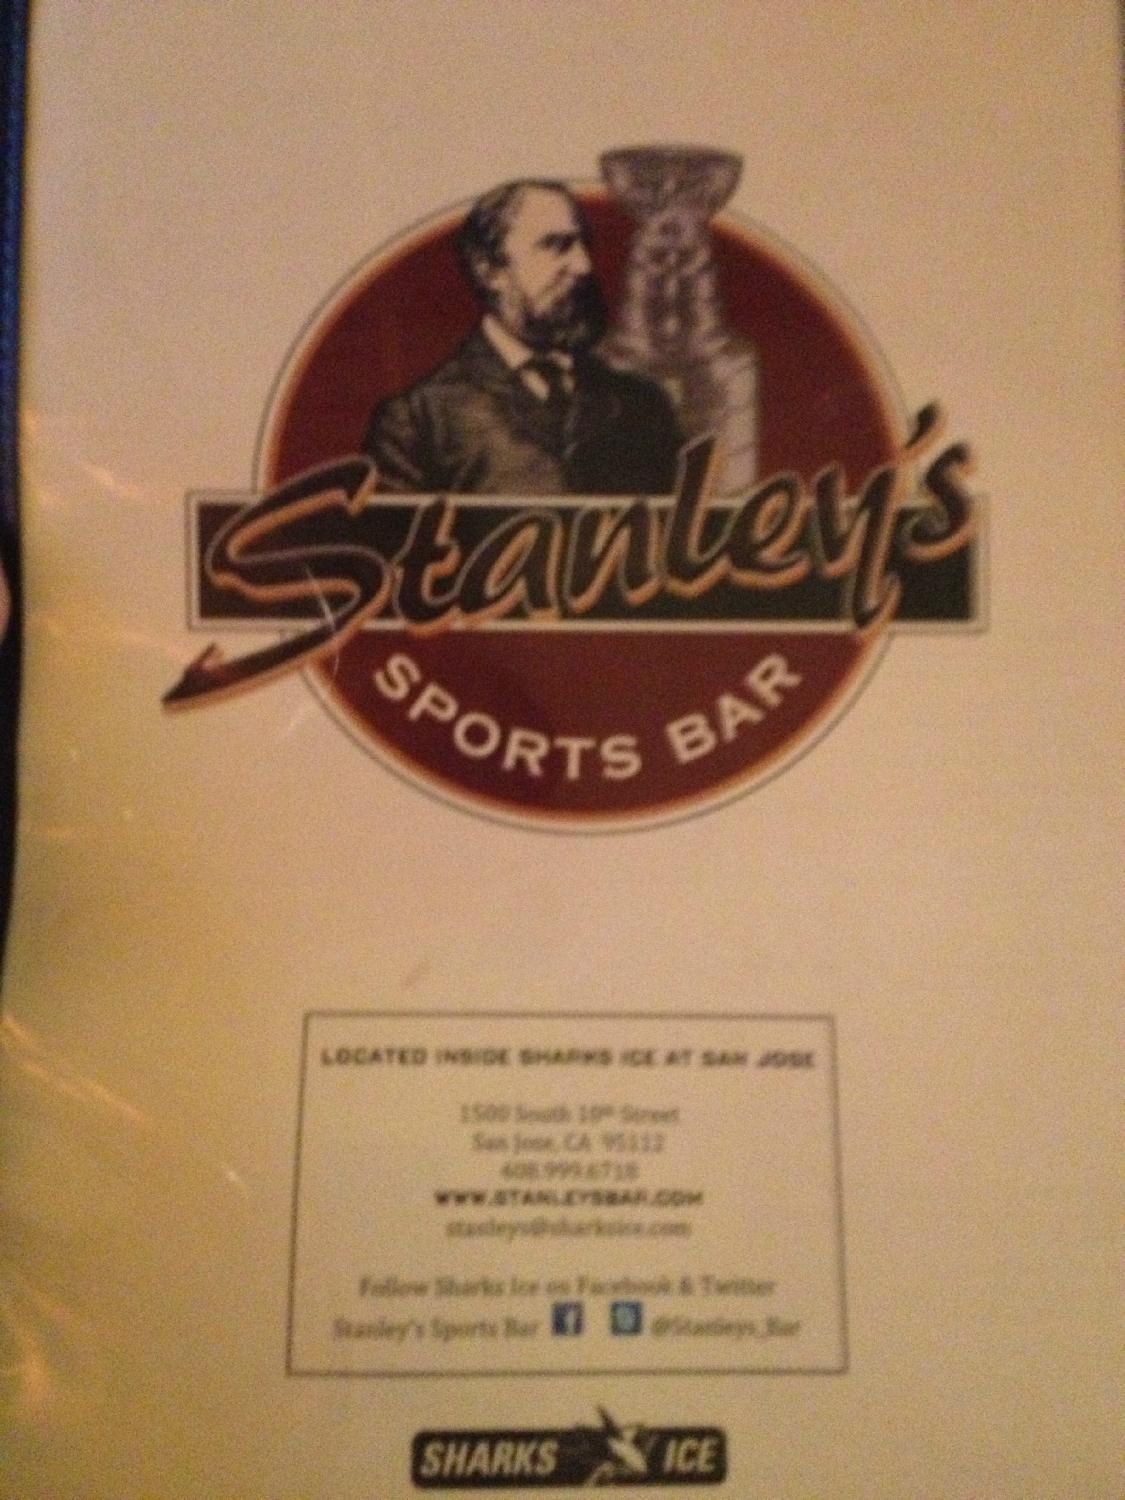 Stanley's
SPORTS BAR
LOCATED INSIDE SHARKS ICE AT SAN JOSE
1500 South 10th Street
San Jose, CA 95112
408.999.6718
WWW.STANLEYSBAR.COM
stanleys@sharksice.com
Follow Sharks Ice on Facebook & Twitter
Stanley's Sports Bar f @Stanleys_Bar
SHARKS ICE